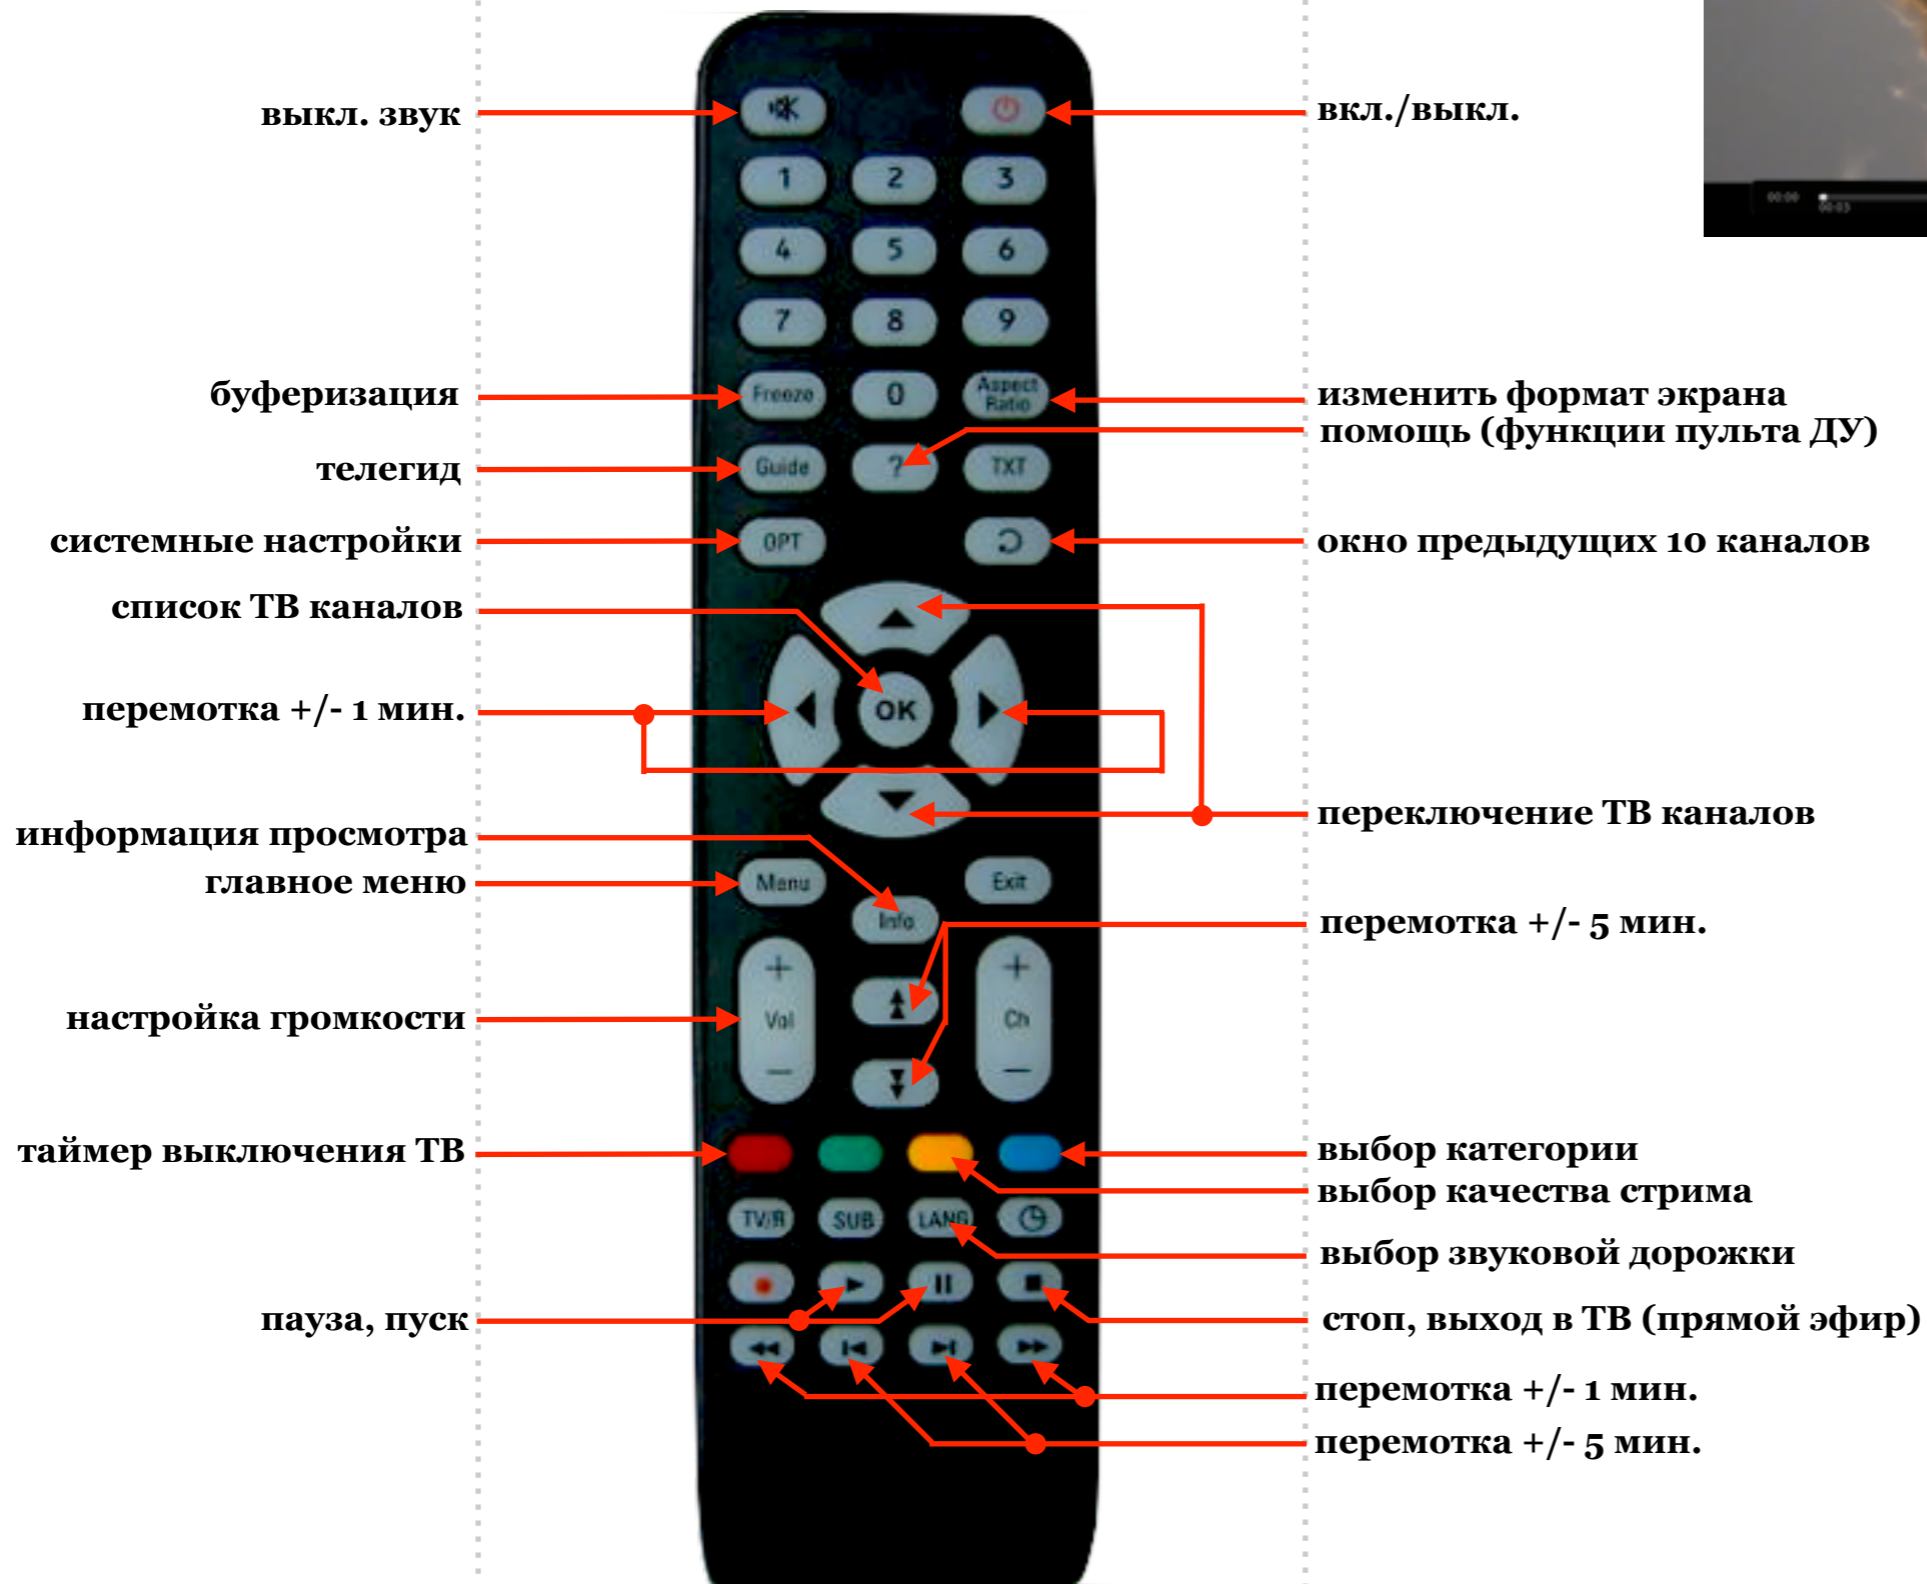 выкл. звук
вкл./выкл.
1 2 3
00:00
00:03
4 5 6
7 8 9
буферизация
Freeze 0 Aspect
Ratio
изменить формат экрана
помощь (функции пульта ДУ)
телегид
Guide ? TXT
системные настройки
OPT
окно предыдущих 10 каналов
список ТВ каналов
перемотка +/- 1 мин.
OK
переключение ТВ каналов
информация просмотра
главное меню
Menu Exit
Info
перемотка +/- 5 мин.
+ +
настройка громкости
Vol Ch
− −
таймер выключения ТВ
выбор категории
выбор качества стрима
TV/R SUB LANG
выбор звуковой дорожки
пауза, пуск
стоп, выход в ТВ (прямой эфир)
перемотка +/- 1 мин.
перемотка +/- 5 мин.